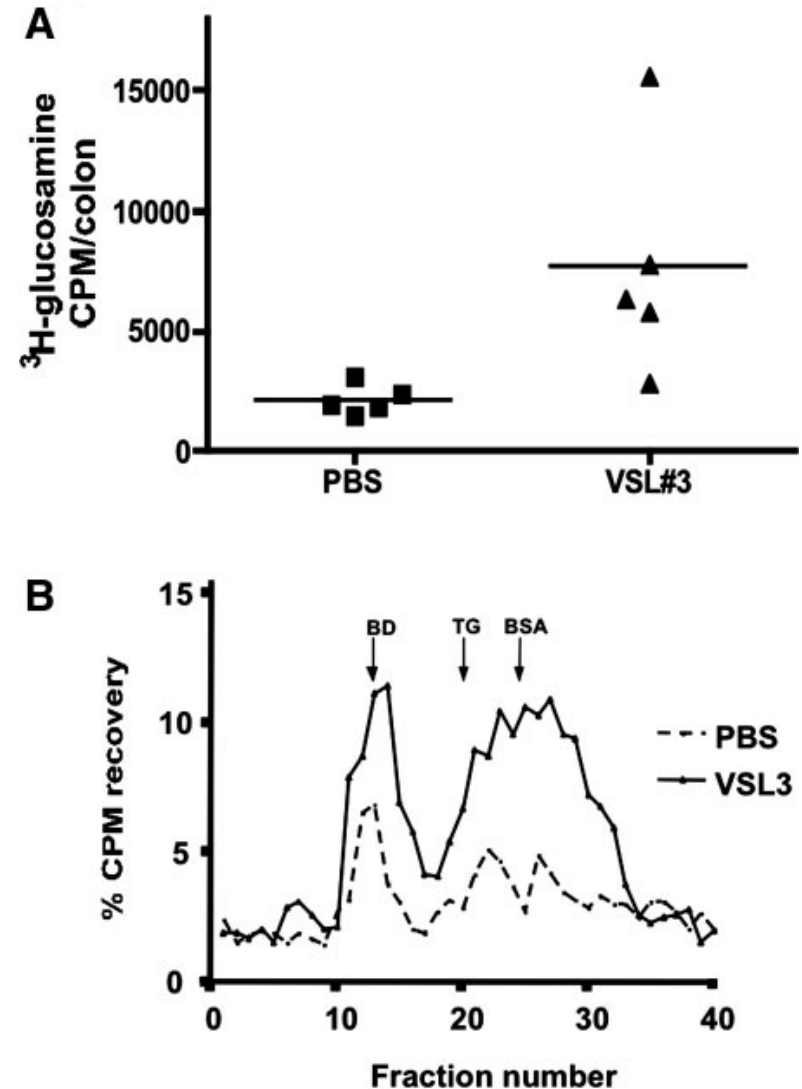 A
³H-glucosamine
CPM/colon
15000
10000
5000
0
PBS
VSL#3
B
% CPM recovery
15
10
5
0
BD
TG
BSA
PBS
VSL3
0
10
20
30
40
Fraction number